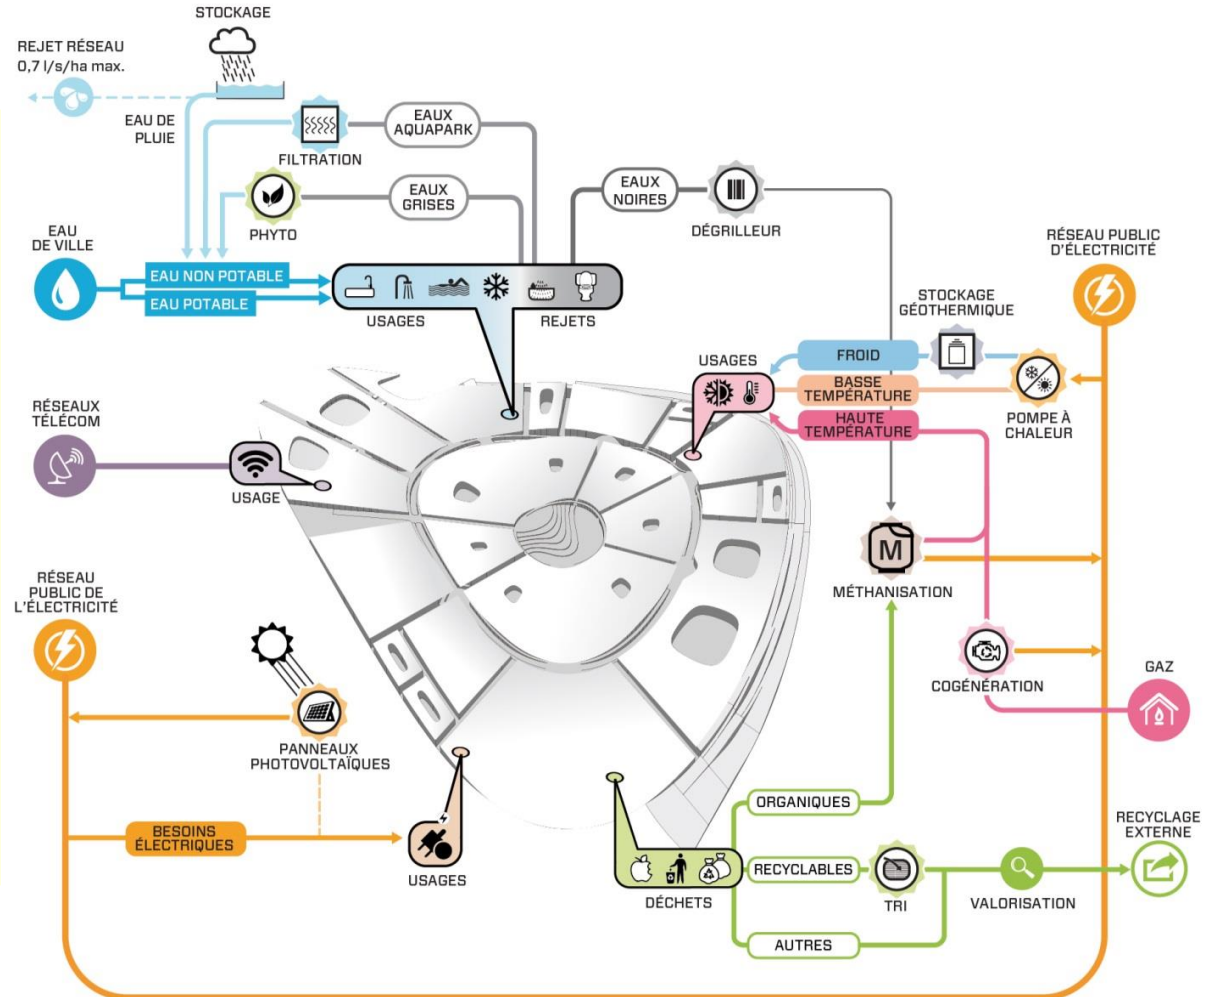 STOCKAGE
REJET RÉSEAU
0,7 l/s/ha max.
EAU DE
PLUIE
FILTRATION
EAUX
AQUAPARK
PHYTO
EAUX
GRISES
EAUX
NOIRES
DÉGRILLEUR
EAU
DE VILLE
EAU NON POTABLE
EAU POTABLE
USAGES
REJETS
RÉSEAU PUBLIC
D'ÉLECTRICITÉ
STOCKAGE
GÉOTHERMIQUE
USAGES
FROID
BASSE
TEMPÉRATURE
HAUTE
TEMPÉRATURE
POMPE À
CHALEUR
RÉSEAUX
TÉLÉCOM
USAGE
M
MÉTHANISATION
RÉSEAU
PUBLIC DE
L'ÉLECTRICITÉ
COGÉNÉRATION
GAZ
PANNEAUX
PHOTOVOLTAÏQUES
BESOINS
ÉLECTRIQUES
USAGES
ORGANIQUES
RECYCLABLES
AUTRES
DÉCHETS
TRI
VALORISATION
RECYCLAGE
EXTERNE